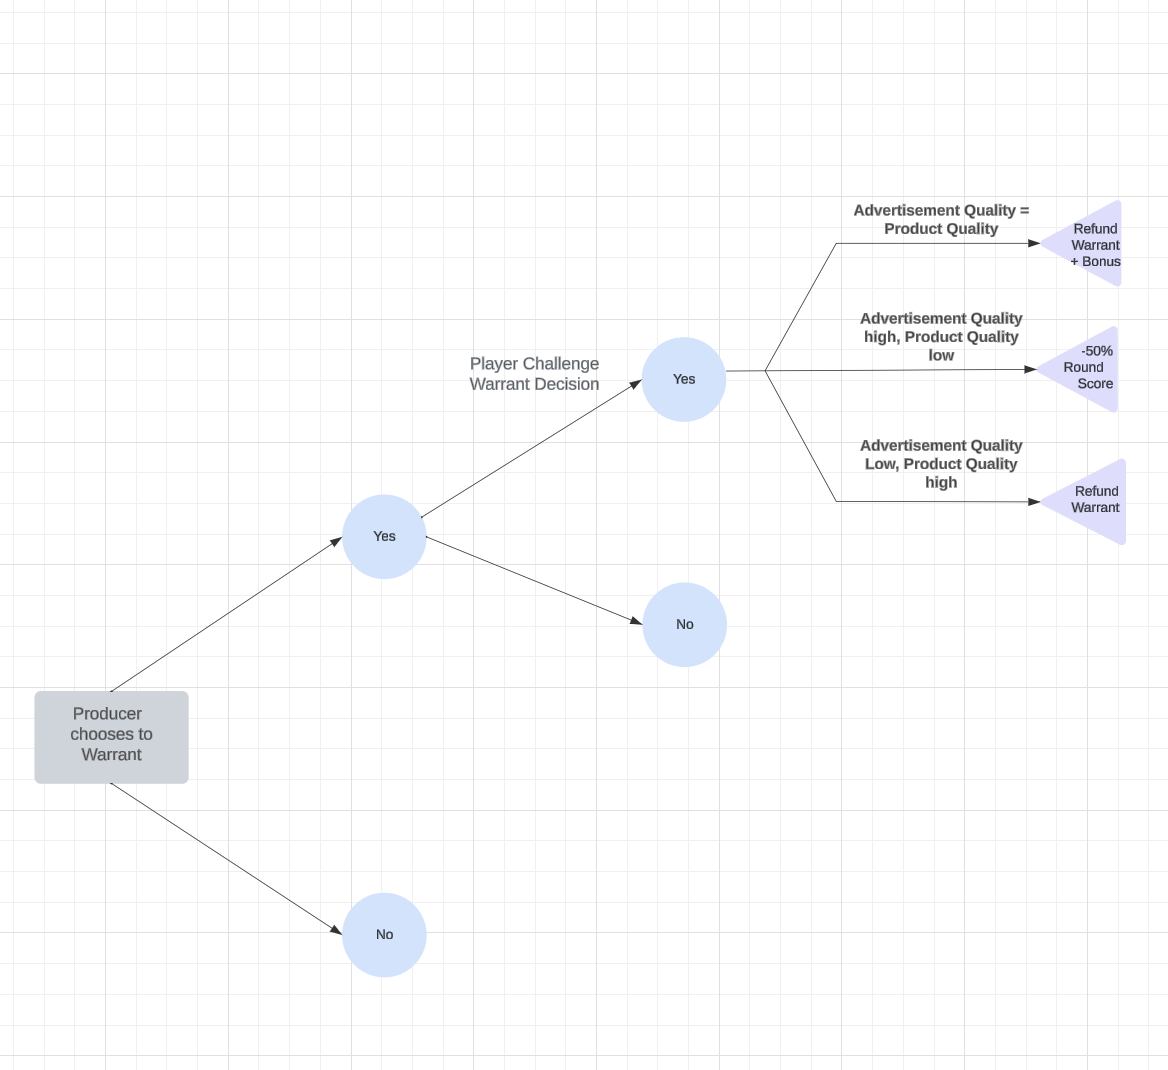 Advertisement Quality =
Product Quality
Refund
Warrant
+ Bonus
Advertisement Quality
high, Product Quality
low
-50%
Round
Score
Player Challenge
Warrant Decision
Yes
Advertisement Quality
Low, Product Quality
high
Refund
Warrant
Yes
No
Producer
chooses to
Warrant
No